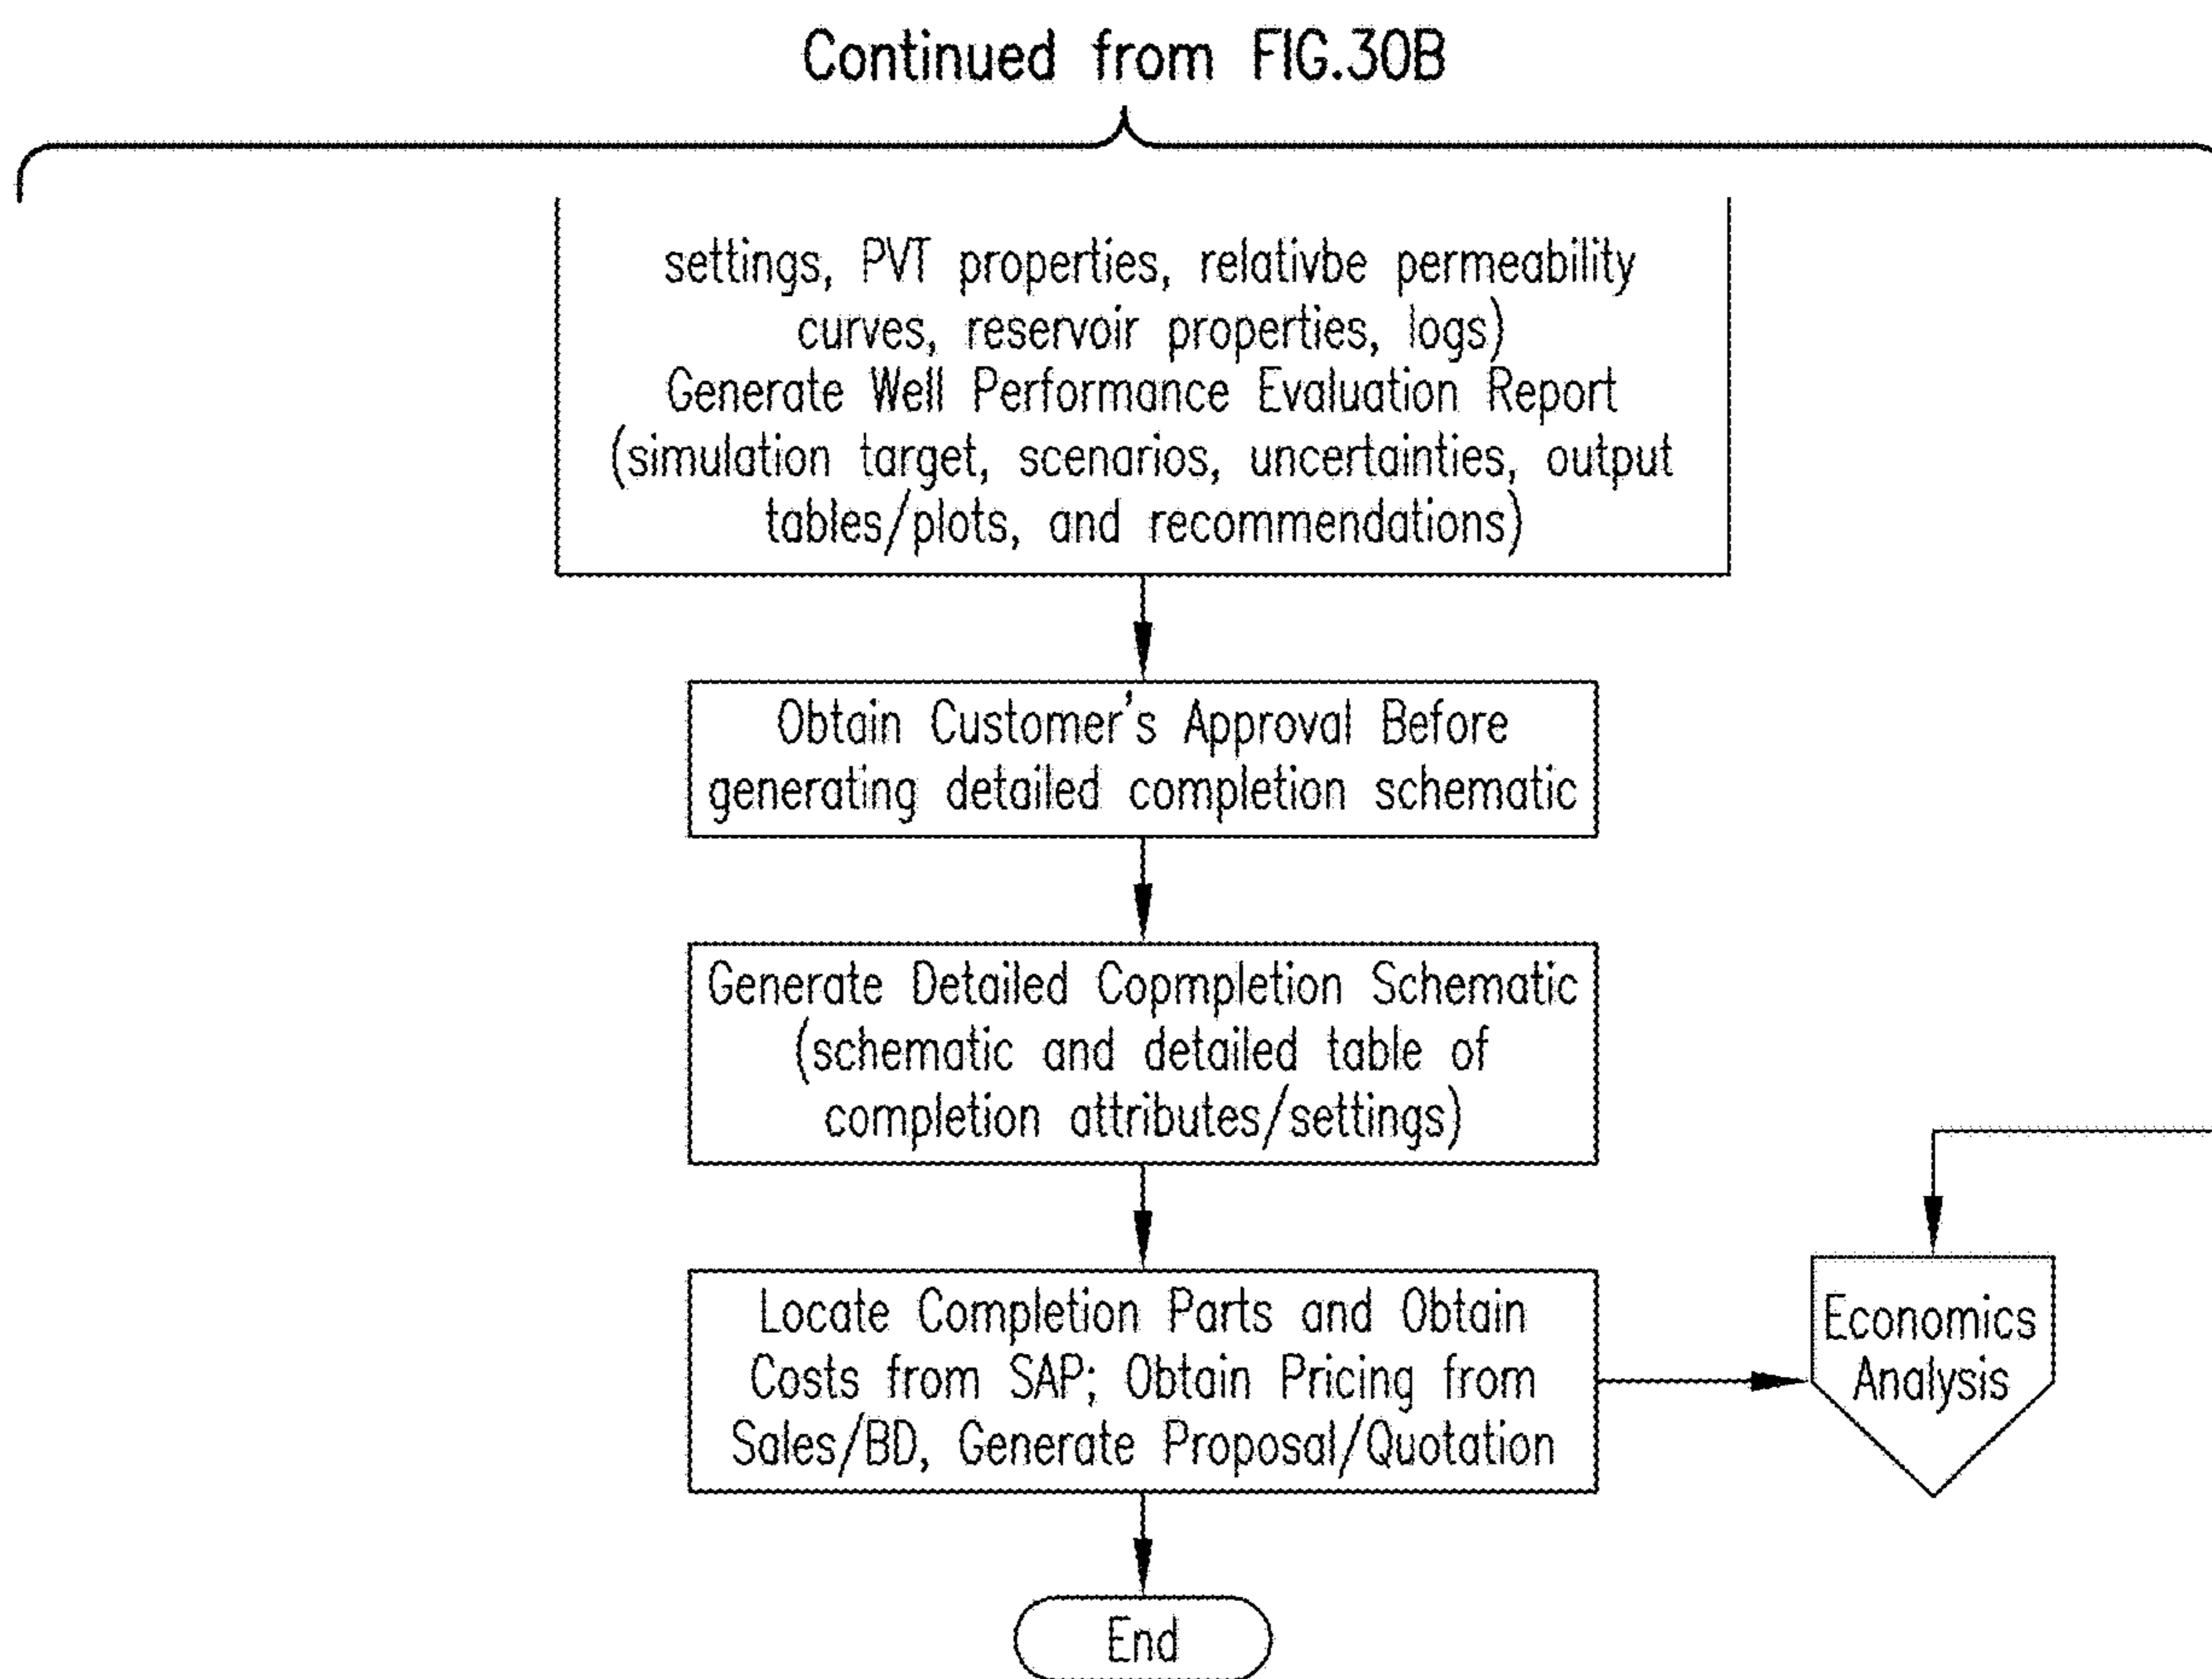 Continued from FIG.30B
settings, PVT properties, relativbe permeability
curves, reservoir properties, logs)
Generate Well Performance Evaluation Report
(simulation target, scenarios, uncertainties, output
tables/plots, and recommendations)
Obtain Customer's Approval Before
generating detailed completion schematic
Generate Detailed Copmpletion Schematic
(schematic and detailed table of
completion attributes/settings)
Locate Completion Parts and Obtain
Costs from SAP; Obtain Pricing from
Sales/BD, Generate Proposal/Quotation
Economics
Analysis
End